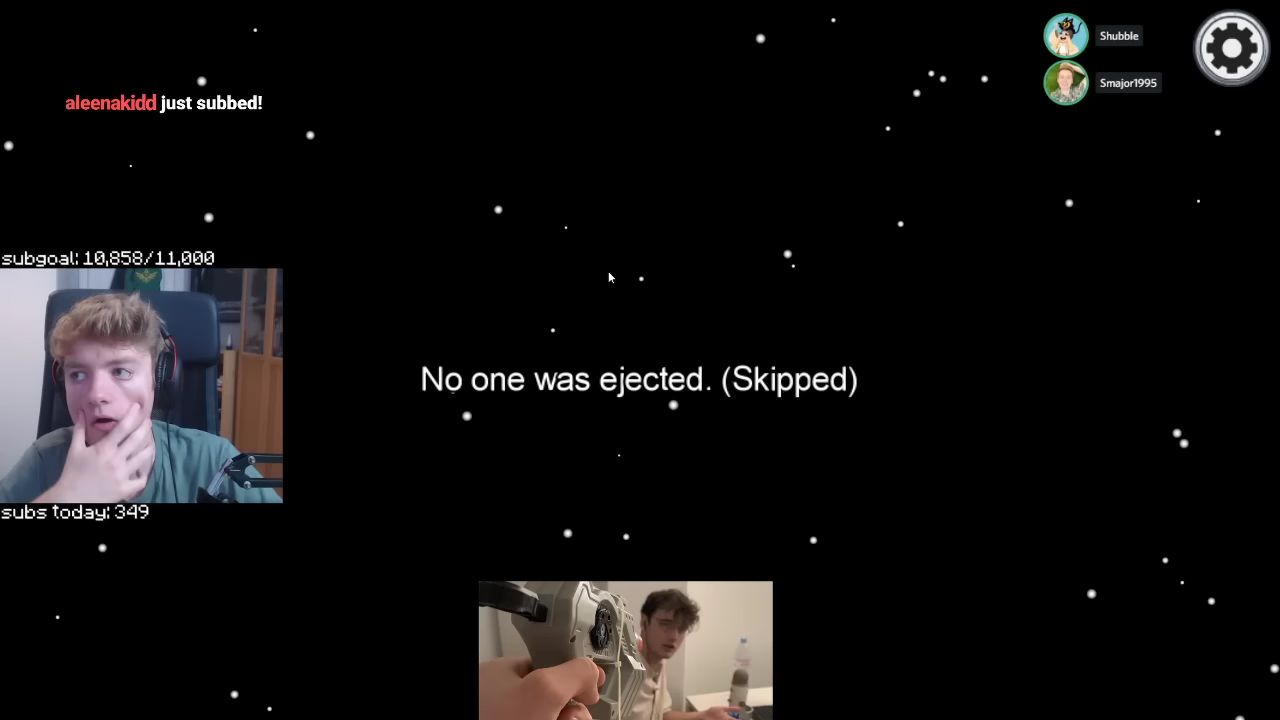 Shubble
Smajor1995
aleenakidd just subbed!
subgoal: 10,858/11,000
No one was ejected. (Skipped)
subs today: 349